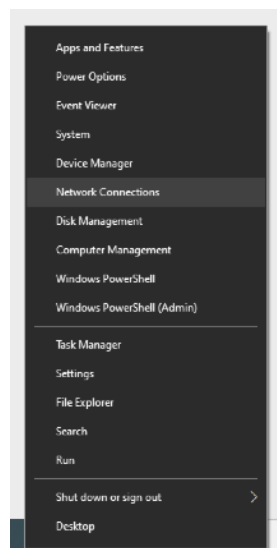 Apps and Features
Power Options
Event Viewer
System
Device Manager
Network Connections
Disk Management
Computer Management
Windows PowerShell
Windows PowerShell (Admin)
Task Manager
Settings
File Explorer
Search
Run
Shut down or sign out
Desktop